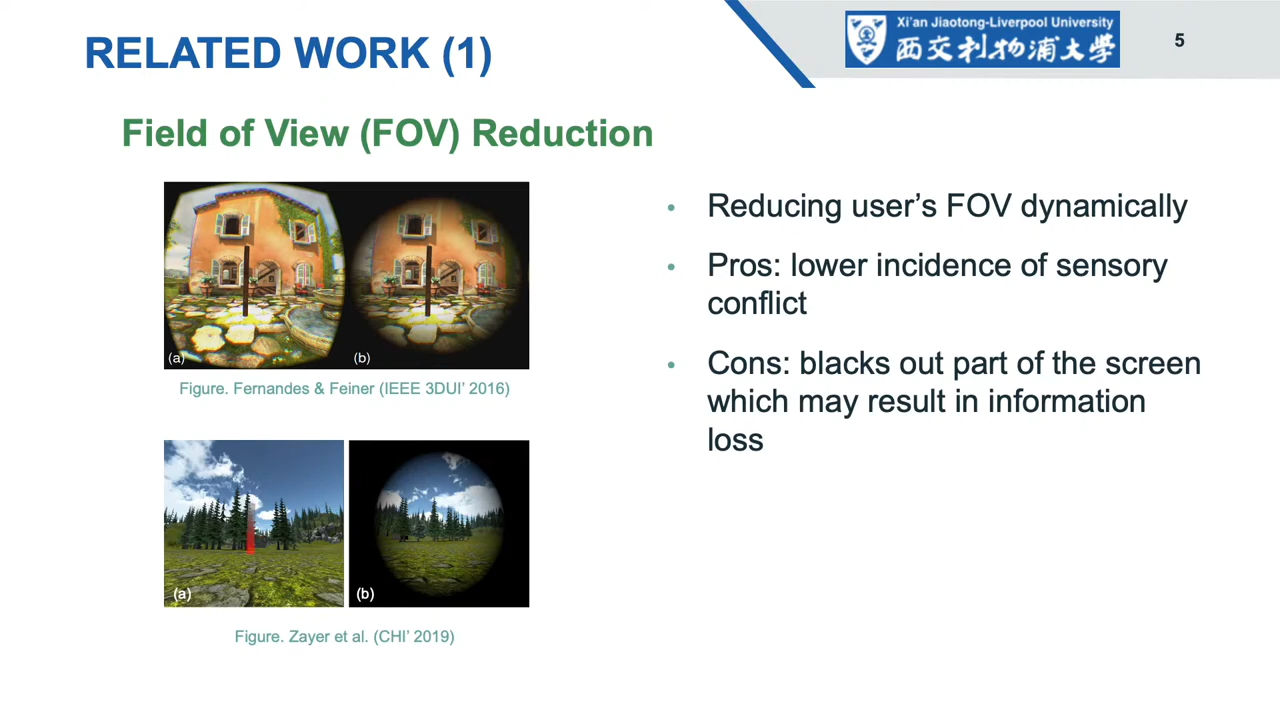 RELATED WORK (1)
Xi'an Jiaotong-Liverpool University
西交利物浦大學
5
Field of View (FOV) Reduction
(a)
(b)
Figure. Fernandes & Feiner (IEEE 3DUI' 2016)
(a)
(b)
Figure. Zayer et al. (CHI' 2019)
• Reducing user's FOV dynamically
• Pros: lower incidence of sensory
conflict
• Cons: blacks out part of the screen
which may result in information
loss